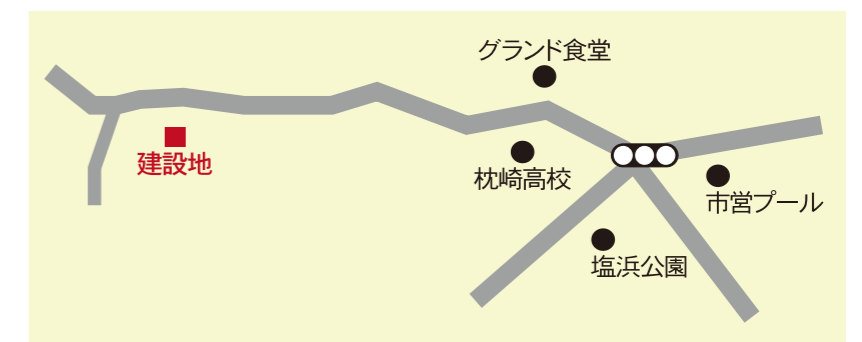 グランド食堂
建設地
枕崎高校
市営プール
塩浜公園